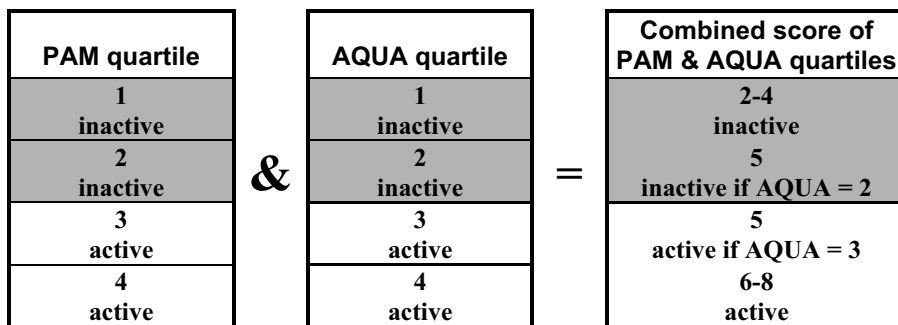 PAM quartile
1
inactive
2
inactive
3
active
4
active
&
AQUA quartile
1
inactive
2
inactive
3
active
4
active
=
Combined score of
PAM & AQUA quartiles
2-4
inactive
5
inactive if AQUA = 2
5
active if AQUA = 3
6-8
active